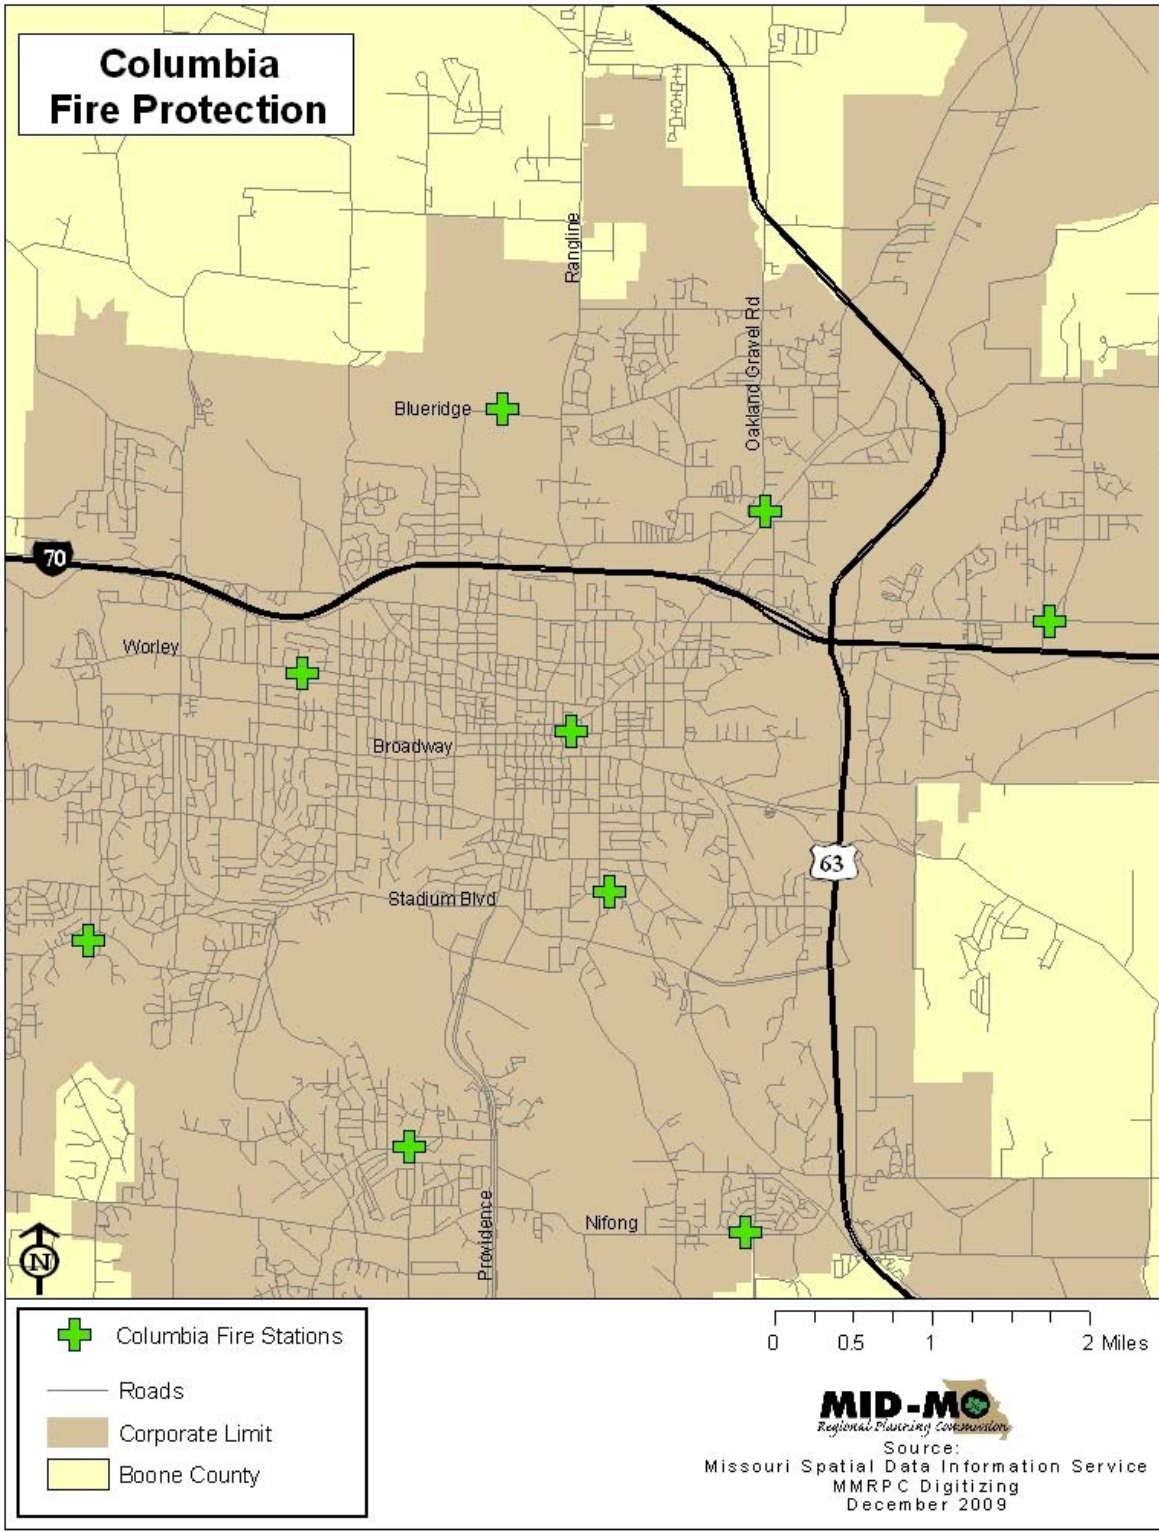 Columbia
Fire Protection
Rangline
Oakland Gravel Rd
Blueridge
70
Worley
Broadway
63
Stadium Blvd
Providence
Nifong
N
Columbia Fire Stations
Roads
Corporate Limit
Boone County
0 0.5 1 2 Miles
MID-MO
Regional Planning Commission
Source:
Missouri Spatial Data Information Service
MMRPC Digitizing
December 2009